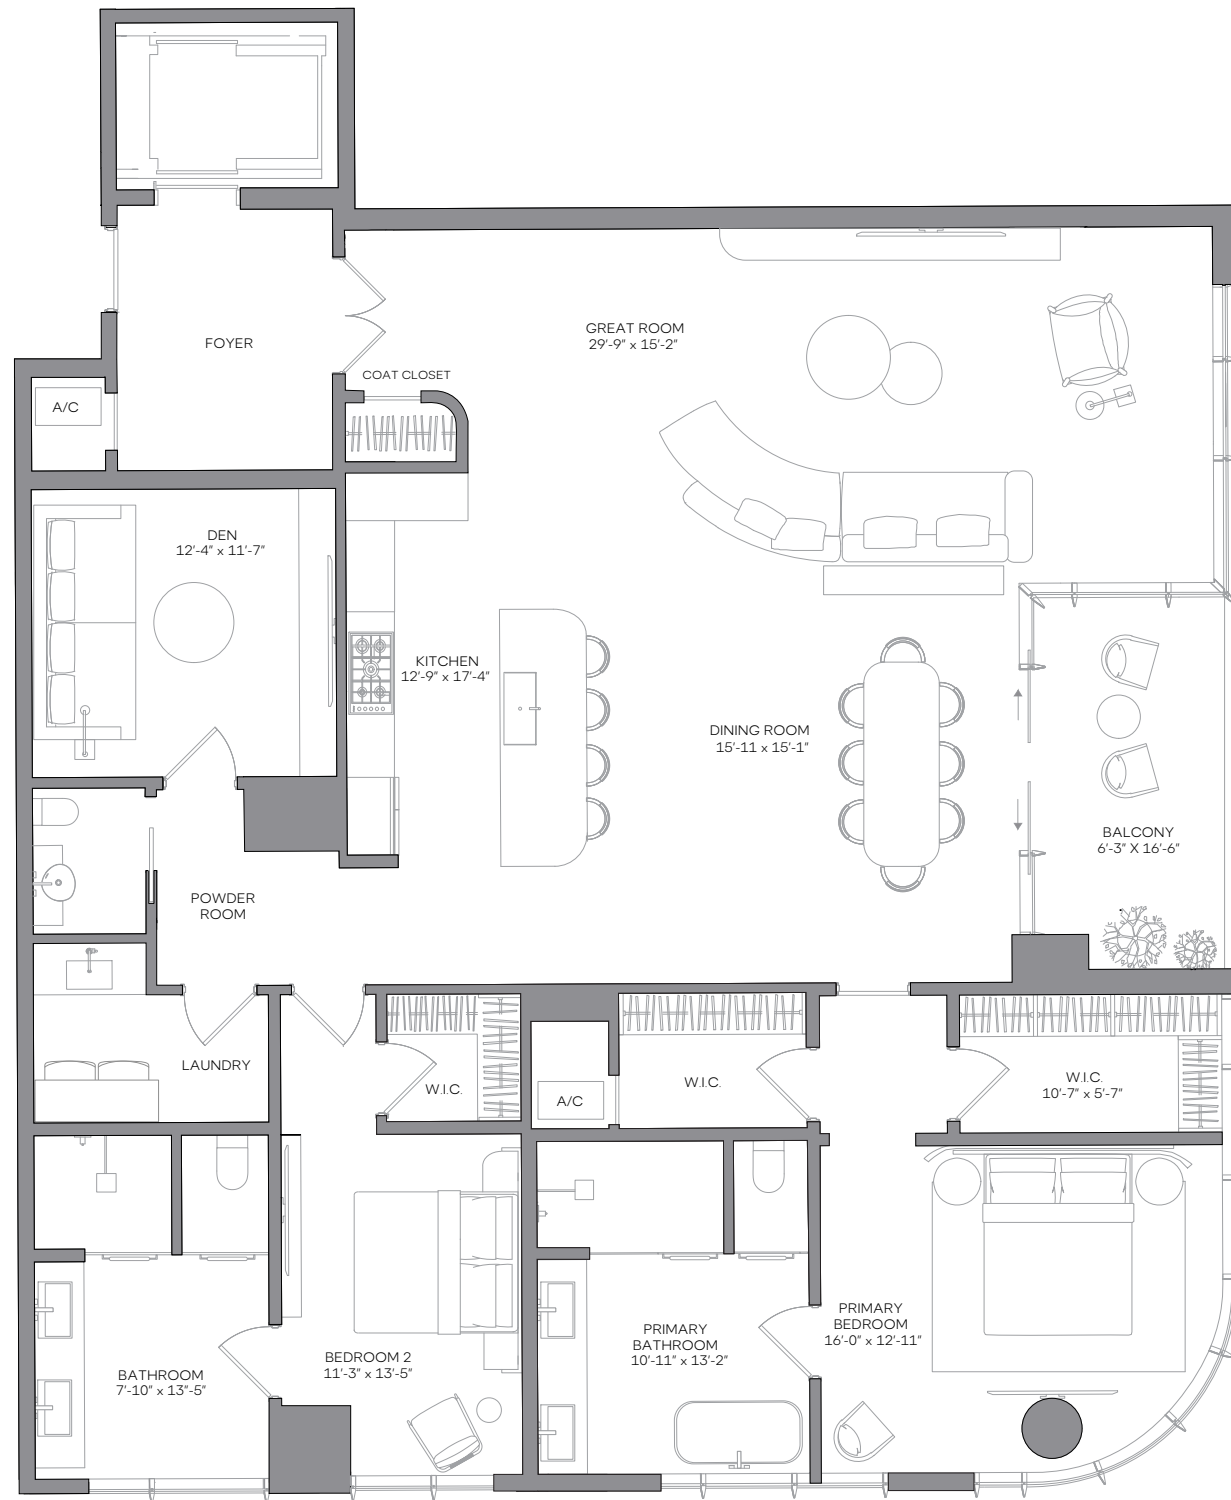 GREAT ROOM
29'-9" x 15'-2"
FOYER
COAT CLOSET
A/C
DEN
12'-4" x 11'-7"
KITCHEN
12'-9" x 17'-4"
DINING ROOM
15'-11 x 15'-1"
BALCONY
6'-3" X 16'-6"
POWDER
ROOM
LAUNDRY
W.I.C.
A/C
W.I.C.
W.I.C.
10'-7" x 5'-7"
PRIMARY
BEDROOM
16'-0" x 12'-11"
PRIMARY
BATHROOM
10'-11" x 13'-2"
BEDROOM 2
11'-3" x 13'-5"
BATHROOM
7'-10" x 13"-5"